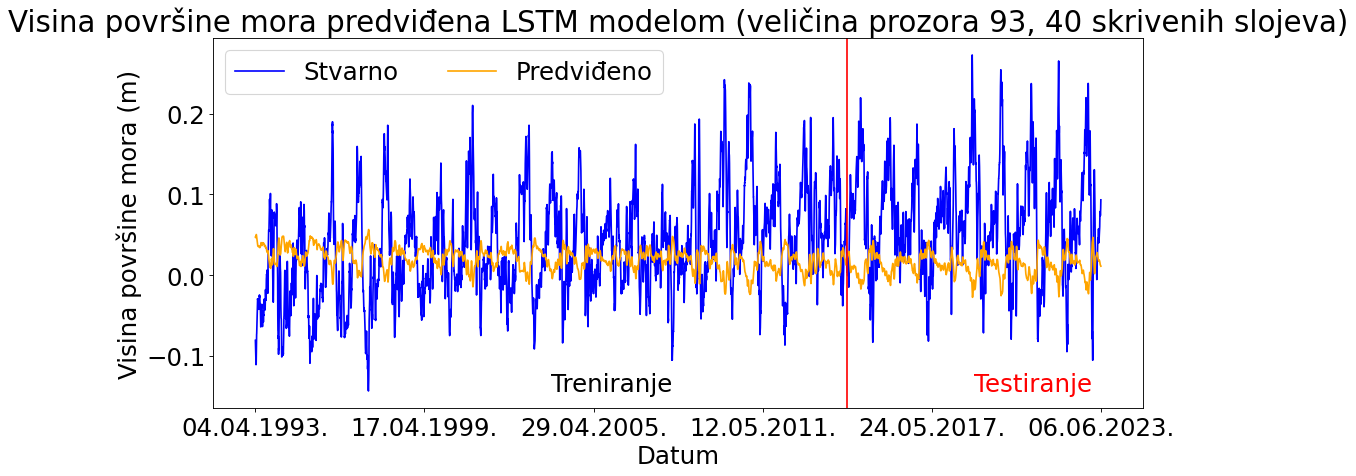 Visina površine mora predviđena LSTM modelom (veličina prozora 93, 40 skrivenih slojeva)
Stvarno
Predviđeno
Visina površine mora (m)
0.2
0.1
0.0
−0.1
Treniranje
Testiranje
04.04.1993.
17.04.1999.
29.04.2005.
12.05.2011.
24.05.2017.
06.06.2023.
Datum